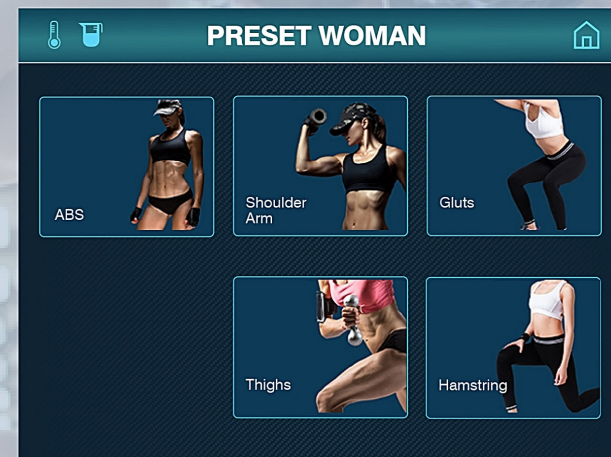 PRESET WOMAN
ABS
Shoulder
Arm
Gluts
Thighs
Hamstring